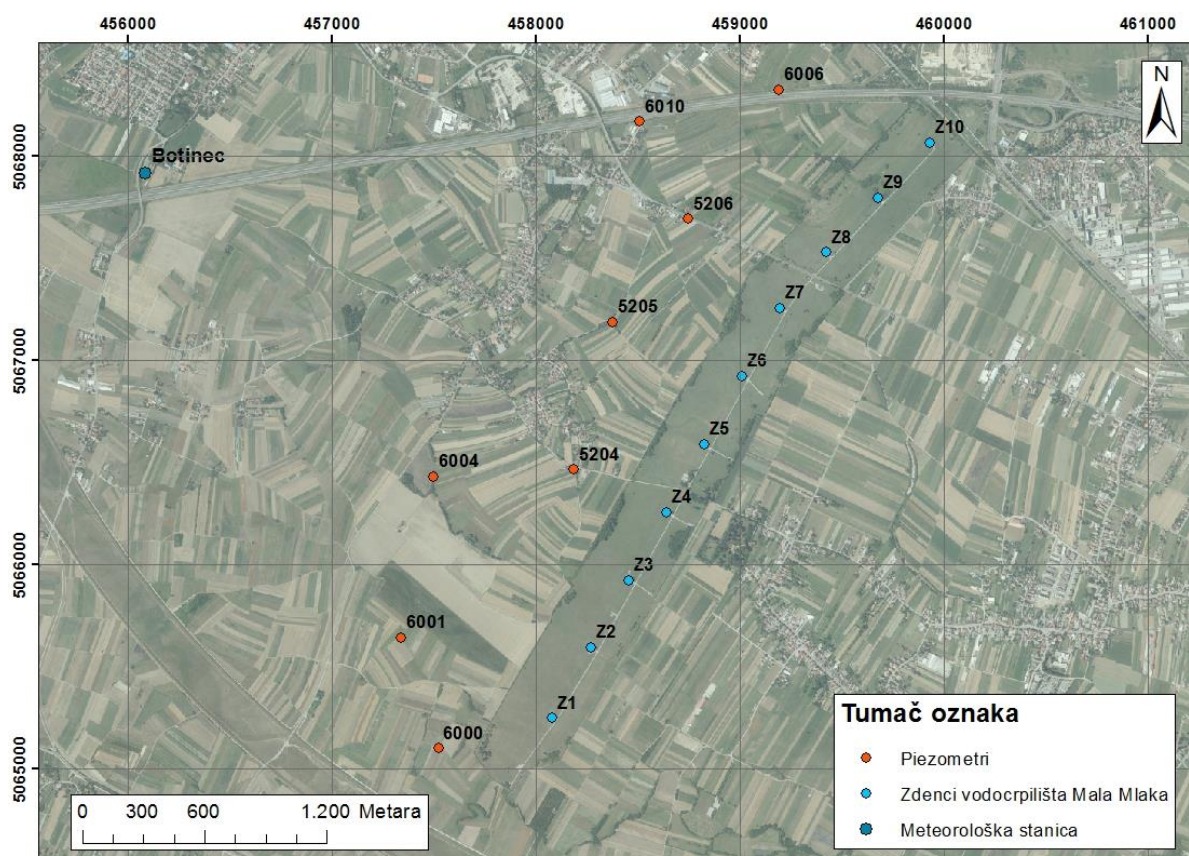 456000 457000 458000 459000 460000 461000
5068000
5067000
5066000
5065000
N
6006
6010
Z10
Botinec
Z9
5206
Z8
Z7
5205
Z6
Z5
5204
6004
Z4
Z3
6001
Z2
Z1
6000
Tumač oznaka
Piezometri
Zdenci vodocrpilišta Mala Mlaka
Meteorološka stanica
0 300 600 1.200 Metara